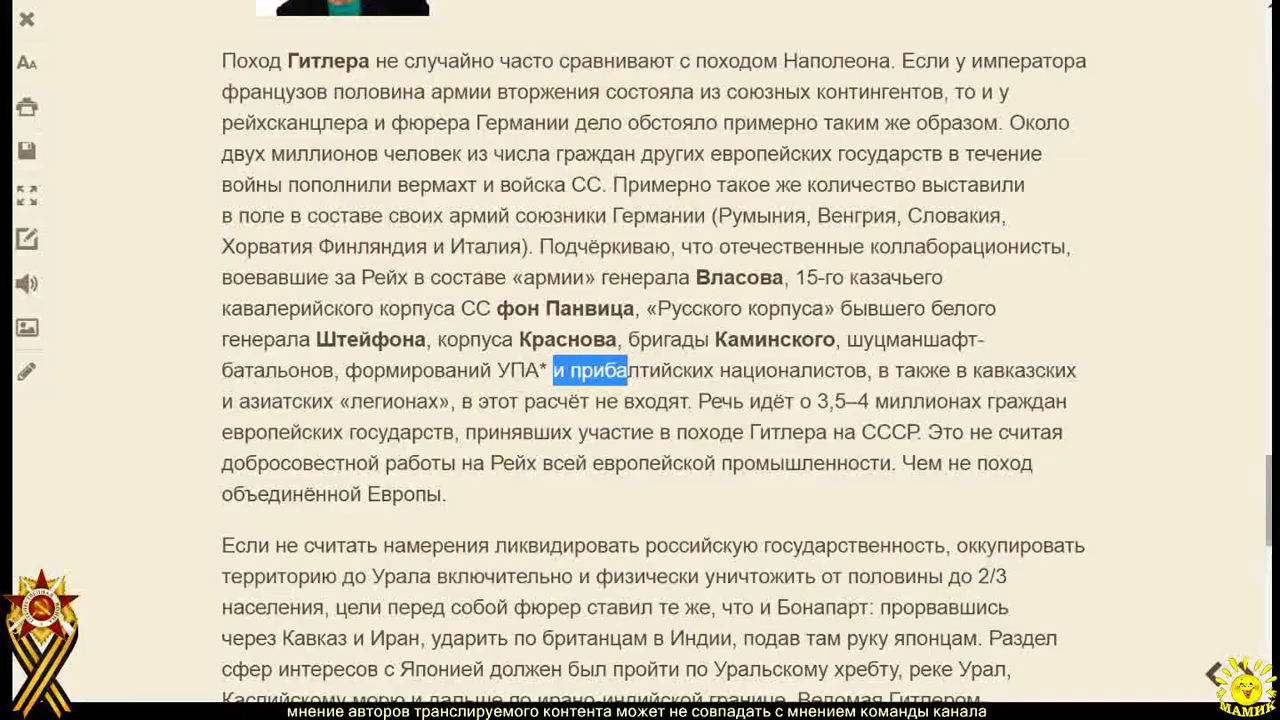 Поход Гитлера не случайно часто сравнивают с походом Наполеона. Если у императора
французов половина армии вторжения состояла из союзных контингентов, то и у
рейхсканцлера и фюрера Германии дело обстояло примерно таким же образом. Около
двух миллионов человек из числа граждан других европейских государств в течение
войны пополнили вермахт и войска СС. Примерно такое же количество выставили
в поле в составе своих армий союзники Германии (Румыния, Венгрия, Словакия,
Хорватия Финляндия и Италия). Подчёркиваю, что отечественные коллаборационисты,
воевавшие за Рейх в составе «армии» генерала Власова, 15-го казачьего
кавалерийского корпуса СС фон Панвица, «Русского корпуса» бывшего белого
генерала Штейфона, корпуса Краснова, бригады Каминского, шуцманшафт-
батальонов, формирований УПА* и прибалтийских националистов, в также в кавказских
и азиатских «легионах», в этот расчёт не входят. Речь идёт о 3,5–4 миллионах граждан
европейских государств, принявших участие в походе Гитлера на СССР. Это не считая
добросовестной работы на Рейх всей европейской промышленности. Чем не поход
объединённой Европы.
Если не считать намерения ликвидировать российскую государственность, оккупировать
территорию до Урала включительно и физически уничтожить от половины до 2/3
населения, цели перед собой фюрер ставил те же, что и Бонапарт: прорвавшись
через Кавказ и Иран, ударить по британцам в Индии, подав там руку японцам. Раздел
сфер интересов с Японией должен был пройти по Уральскому хребту, реке Урал,
Каспийскому морю и дальше по ирано-индийской границе. Ведомая Гитлером
мнение авторов транслируемого контента может не совпадать с мнением команды канала
МАМИК